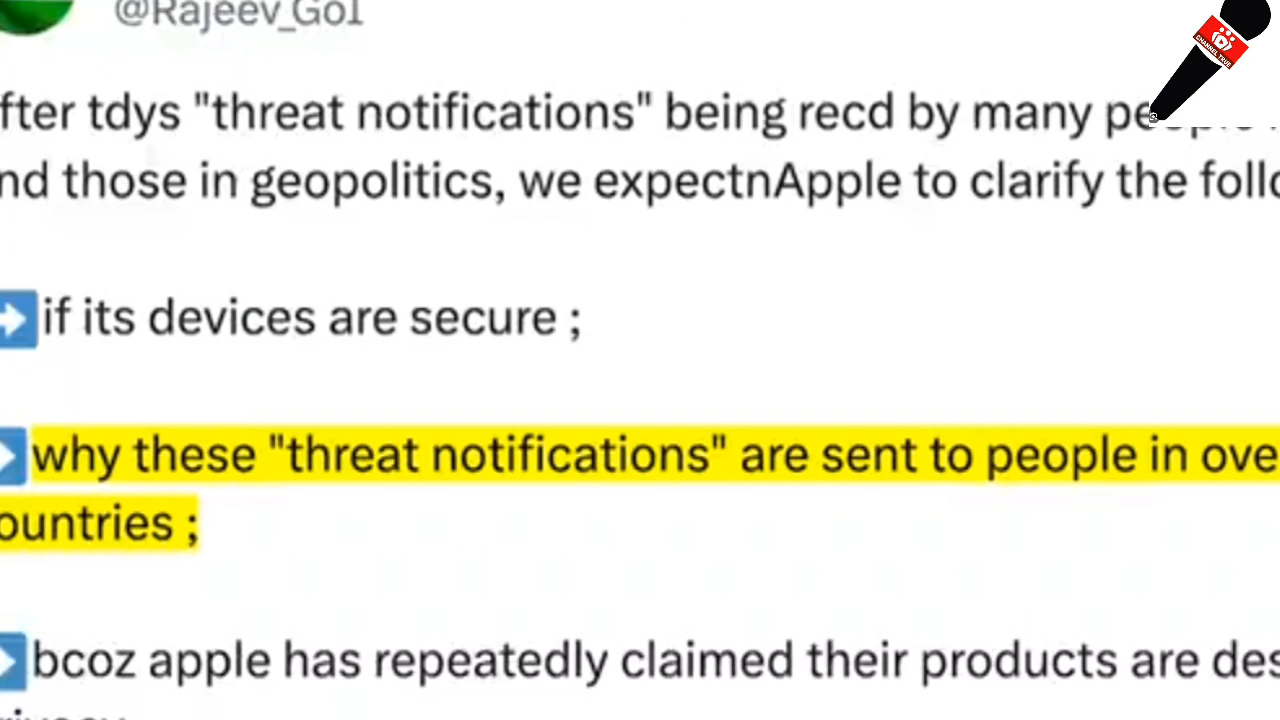 @Rajeev_GoI
fter tdys "threat notifications" being recd by many
nd those in geopolitics, we expectnApple to clarify the follo
if its devices are secure ;
why these "threat notifications" are sent to people in ove
ountries ;
bcoz apple has repeatedly claimed their products are des
CHANNEL TRUE